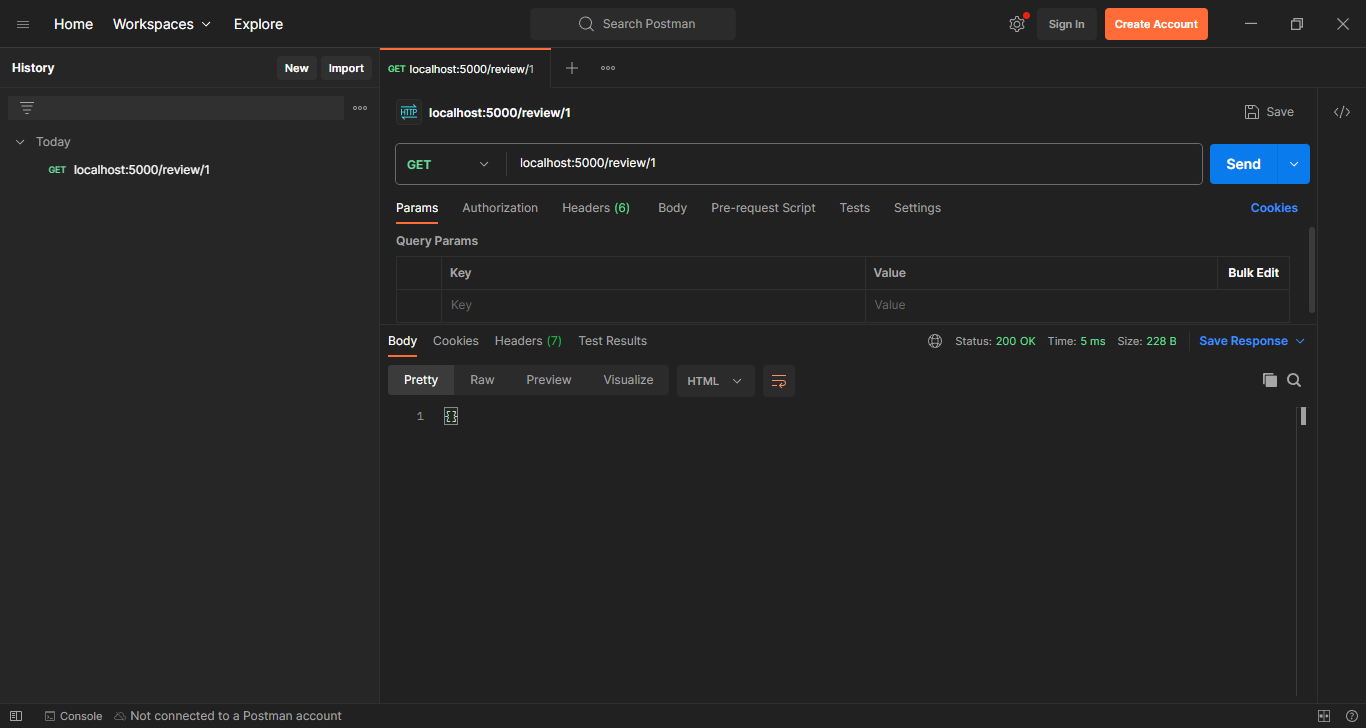 Home Workspaces Explore Search Postman Sign In Create Account
History New Import GET localhost:5000/review/1
HTTP localhost:5000/review/1 Save
Today
GET localhost:5000/review/1
GET localhost:5000/review/1 Send
Params Authorization Headers (6) Body Pre-request Script Tests Settings Cookies
Query Params
Key Value Bulk Edit
Key Value
Body Cookies Headers (7) Test Results Status: 200 OK Time: 5 ms Size: 228 B Save Response
Pretty Raw Preview Visualize HTML
1 {}
Console Not connected to a Postman account